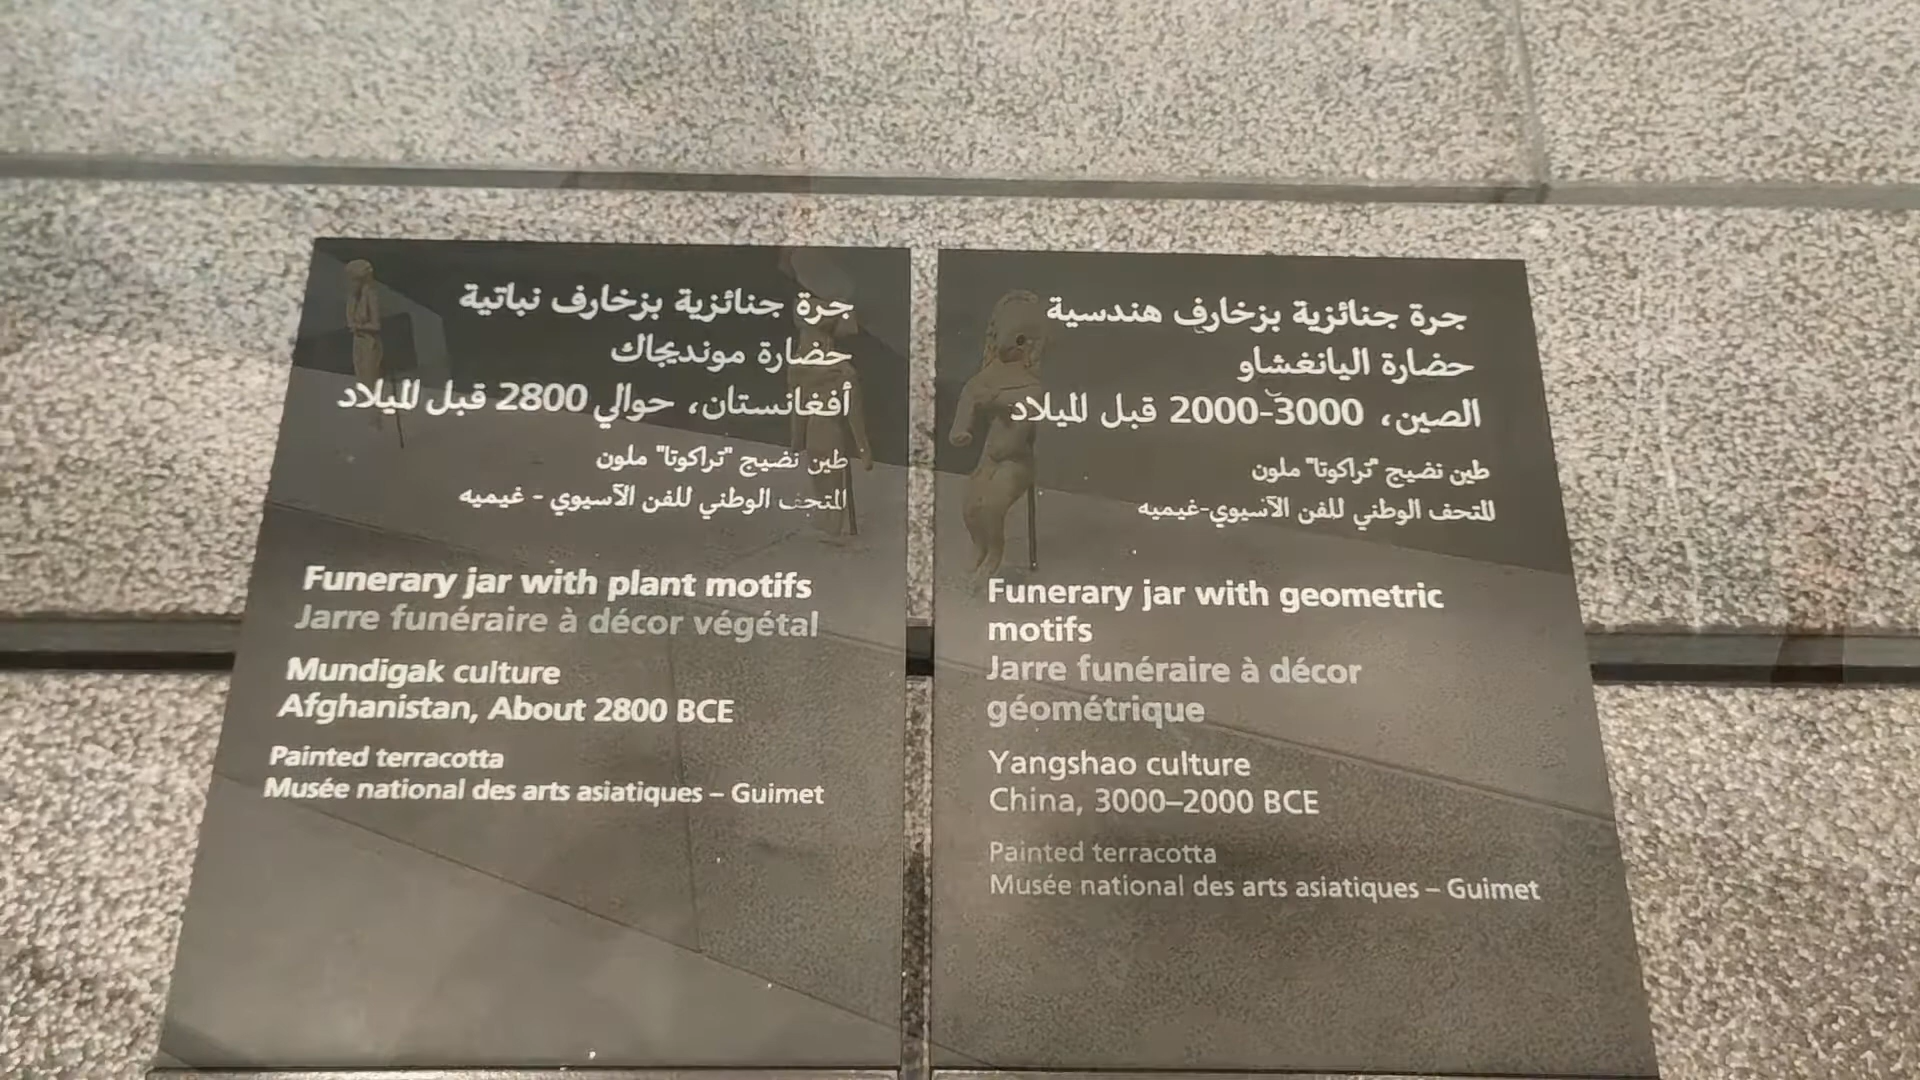 جرة جنائزية بزخارف نباتية
حضارة مونديجاك
أفغانستان، حوالي 2800 قبل الميلاد
طين نضيج "تراكوتا" ملون
المتحف الوطني للفن الآسيوي - غيميه
Funerary jar with plant motifs
Jarre funéraire à décor végétal
Mundigak culture
Afghanistan, About 2800 BCE
Painted terracotta
Musée national des arts asiatiques – Guimet
جرة جنائزية بزخارف هندسية
حضارة اليانغشاو
الصين، 3000-2000 قبل الميلاد
طين نضيج "تراكوتا" ملون
المتحف الوطني للفن الآسيوي-غيميه
Funerary jar with geometric
motifs
Jarre funéraire à décor
géométrique
Yangshao culture
China, 3000–2000 BCE
Painted terracotta
Musée national des arts asiatiques – Guimet